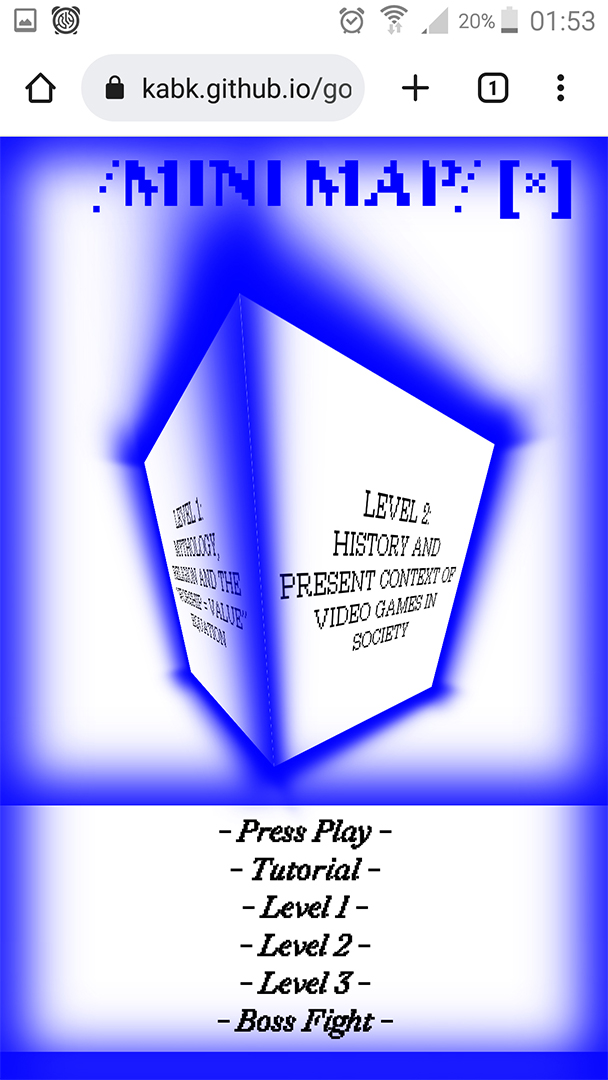 20% 01:53
kabk.github.io/go
1
/MINI MAP/ [×]
LEVEL 1:
MYTHOLOGY,
RELIGION AND THE
"WORSHIP = VALUE"
EQUATION
LEVEL 2:
HISTORY AND
PRESENT CONTEXT OF
VIDEO GAMES IN
SOCIETY
- Press Play -
- Tutorial -
- Level 1 -
- Level 2 -
- Level 3 -
- Boss Fight -